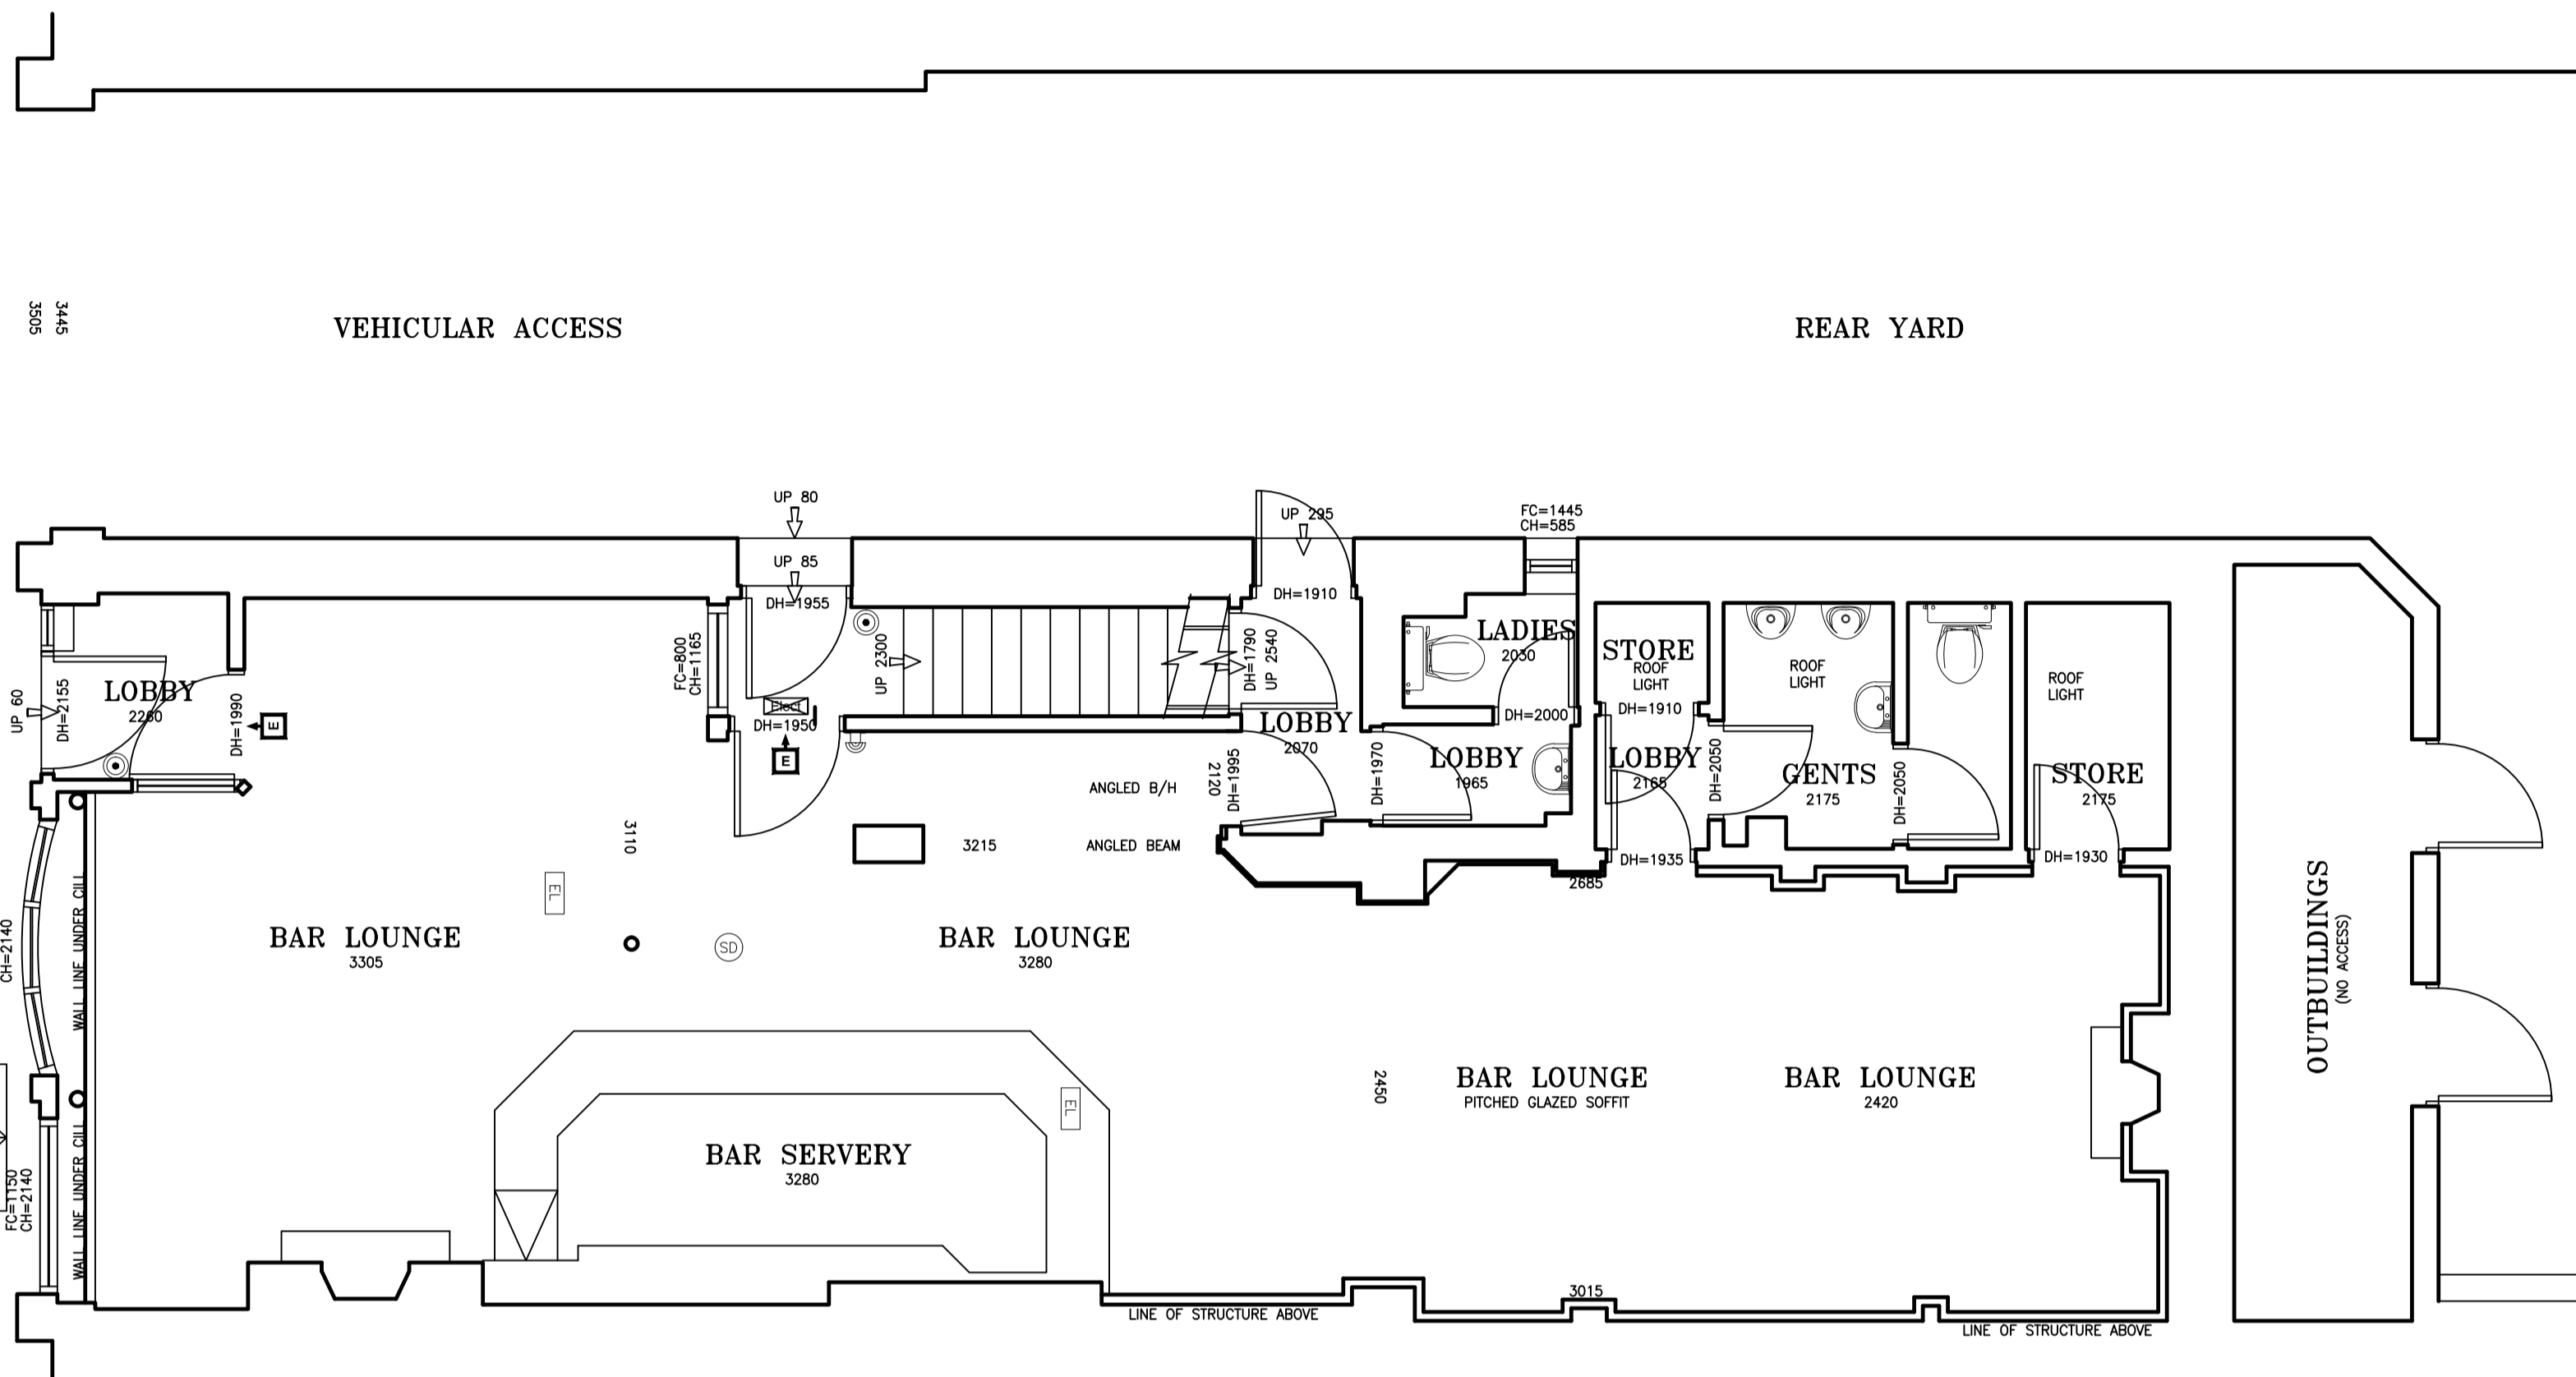 3505
3445
VEHICULAR ACCESS
REAR YARD
UP 80
UP 85
DH=1955
UP 295
DH=1910
FC=1445
CH=585
UP 60
DH=2155
LOBBY
2260
DH=1990
E
FC=800
CH=1165
Elect
DH=1950
E
UP 2300
DH=1790
UP 2540
LOBBY
2070
DH=1995
2120
DH=1970
LADIES
2030
DH=2000
LOBBY
1965
STORE
ROOF
LIGHT
DH=1910
LOBBY
2165
DH=2050
DH=1935
ROOF
LIGHT
GENTS
2175
DH=2050
ROOF
LIGHT
STORE
2175
DH=1930
ANGLED B/H
ANGLED BEAM
3110
3215
2685
EL
SD
CH=2140
WALL LINE UNDER CILL
BAR LOUNGE
3305
BAR LOUNGE
3280
OUTBUILDINGS
(NO ACCESS)
EL
2450
BAR LOUNGE
PITCHED GLAZED SOFFIT
BAR LOUNGE
2420
BAR SERVERY
3280
FC=1150
CH=2140
WALL LINE UNDER CILL
3015
LINE OF STRUCTURE ABOVE
LINE OF STRUCTURE ABOVE